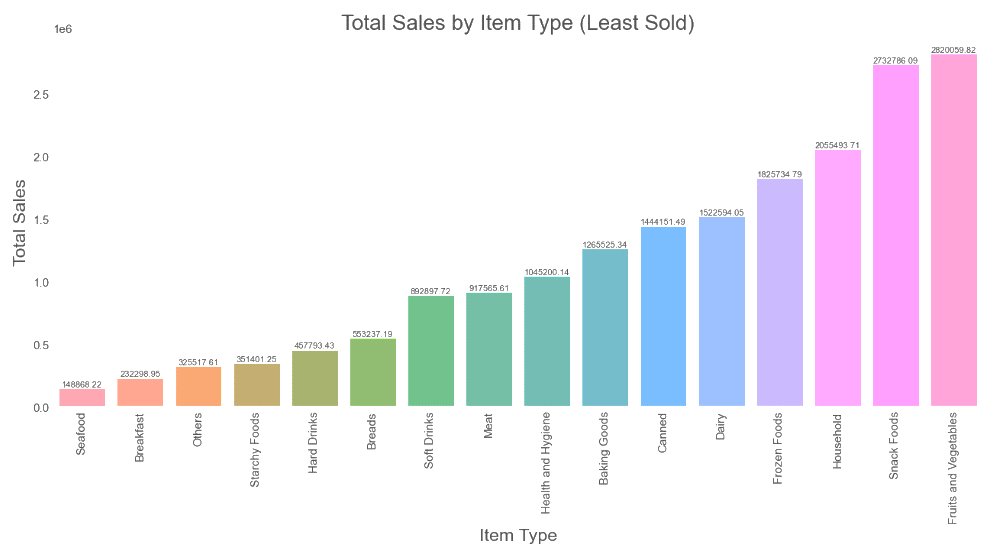 Total Sales by Item Type (Least Sold)
1e6
Total Sales
2.5
2.0
1.5
1.0
0.5
0.0
148868.22
232298.95
325517.61
351401.25
457793.43
553237.19
892897.72
917565.61
1045200.14
1265525.34
1444151.49
1522594.05
1825734.79
2055493.71
2732786.09
2820059.82
Seafood
Breakfast
Others
Starchy Foods
Hard Drinks
Breads
Soft Drinks
Meat
Health and Hygiene
Baking Goods
Canned
Dairy
Frozen Foods
Household
Snack Foods
Fruits and Vegetables
Item Type